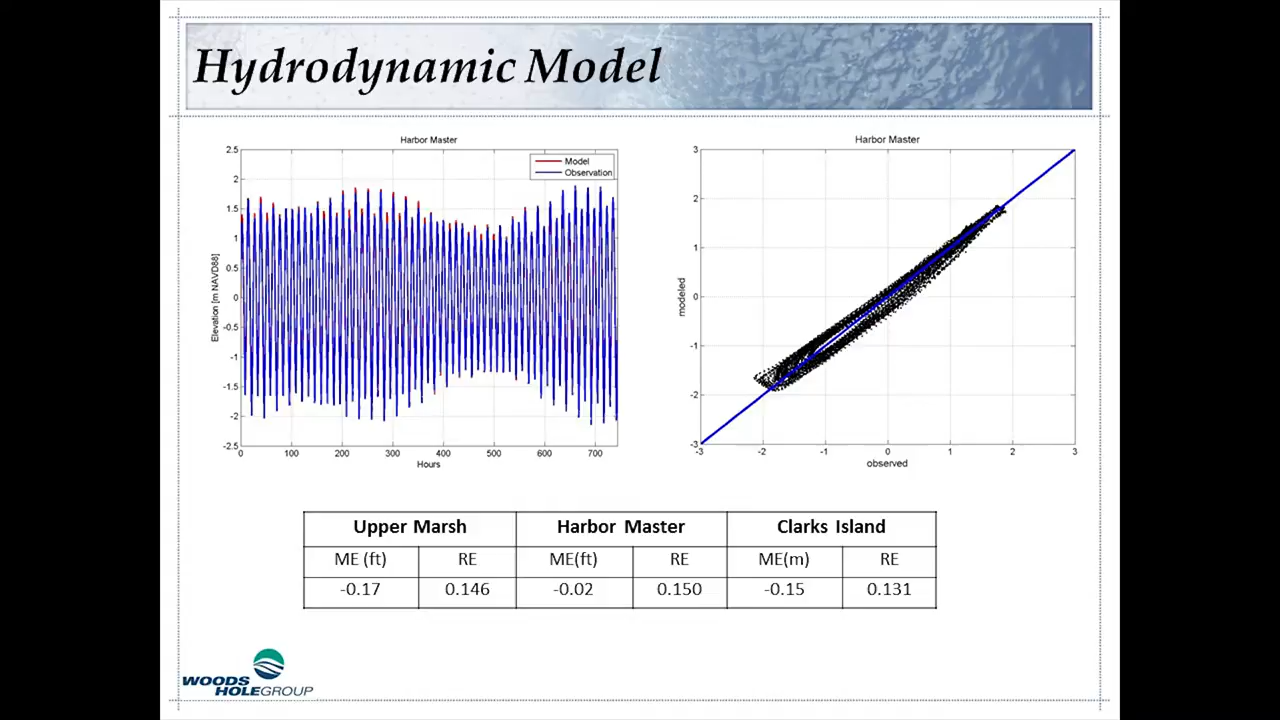 Hydrodynamic Model
Harbor Master
2.5
2
1.5
1
0.5
0
-0.5
-1
-1.5
-2
-2.5
Elevation [m NAVD88]
Model
Observation
0 100 200 300 400 500 600 700
Hours
Harbor Master
3
2
1
0
-1
-2
-3
modeled
-3 -2 -1 0 1 2 3
observed
Upper Marsh Harbor Master Clarks Island
ME (ft) RE ME(ft) RE ME(m) RE
-0.17 0.146 -0.02 0.150 -0.15 0.131
WOODS
HOLEGROUP